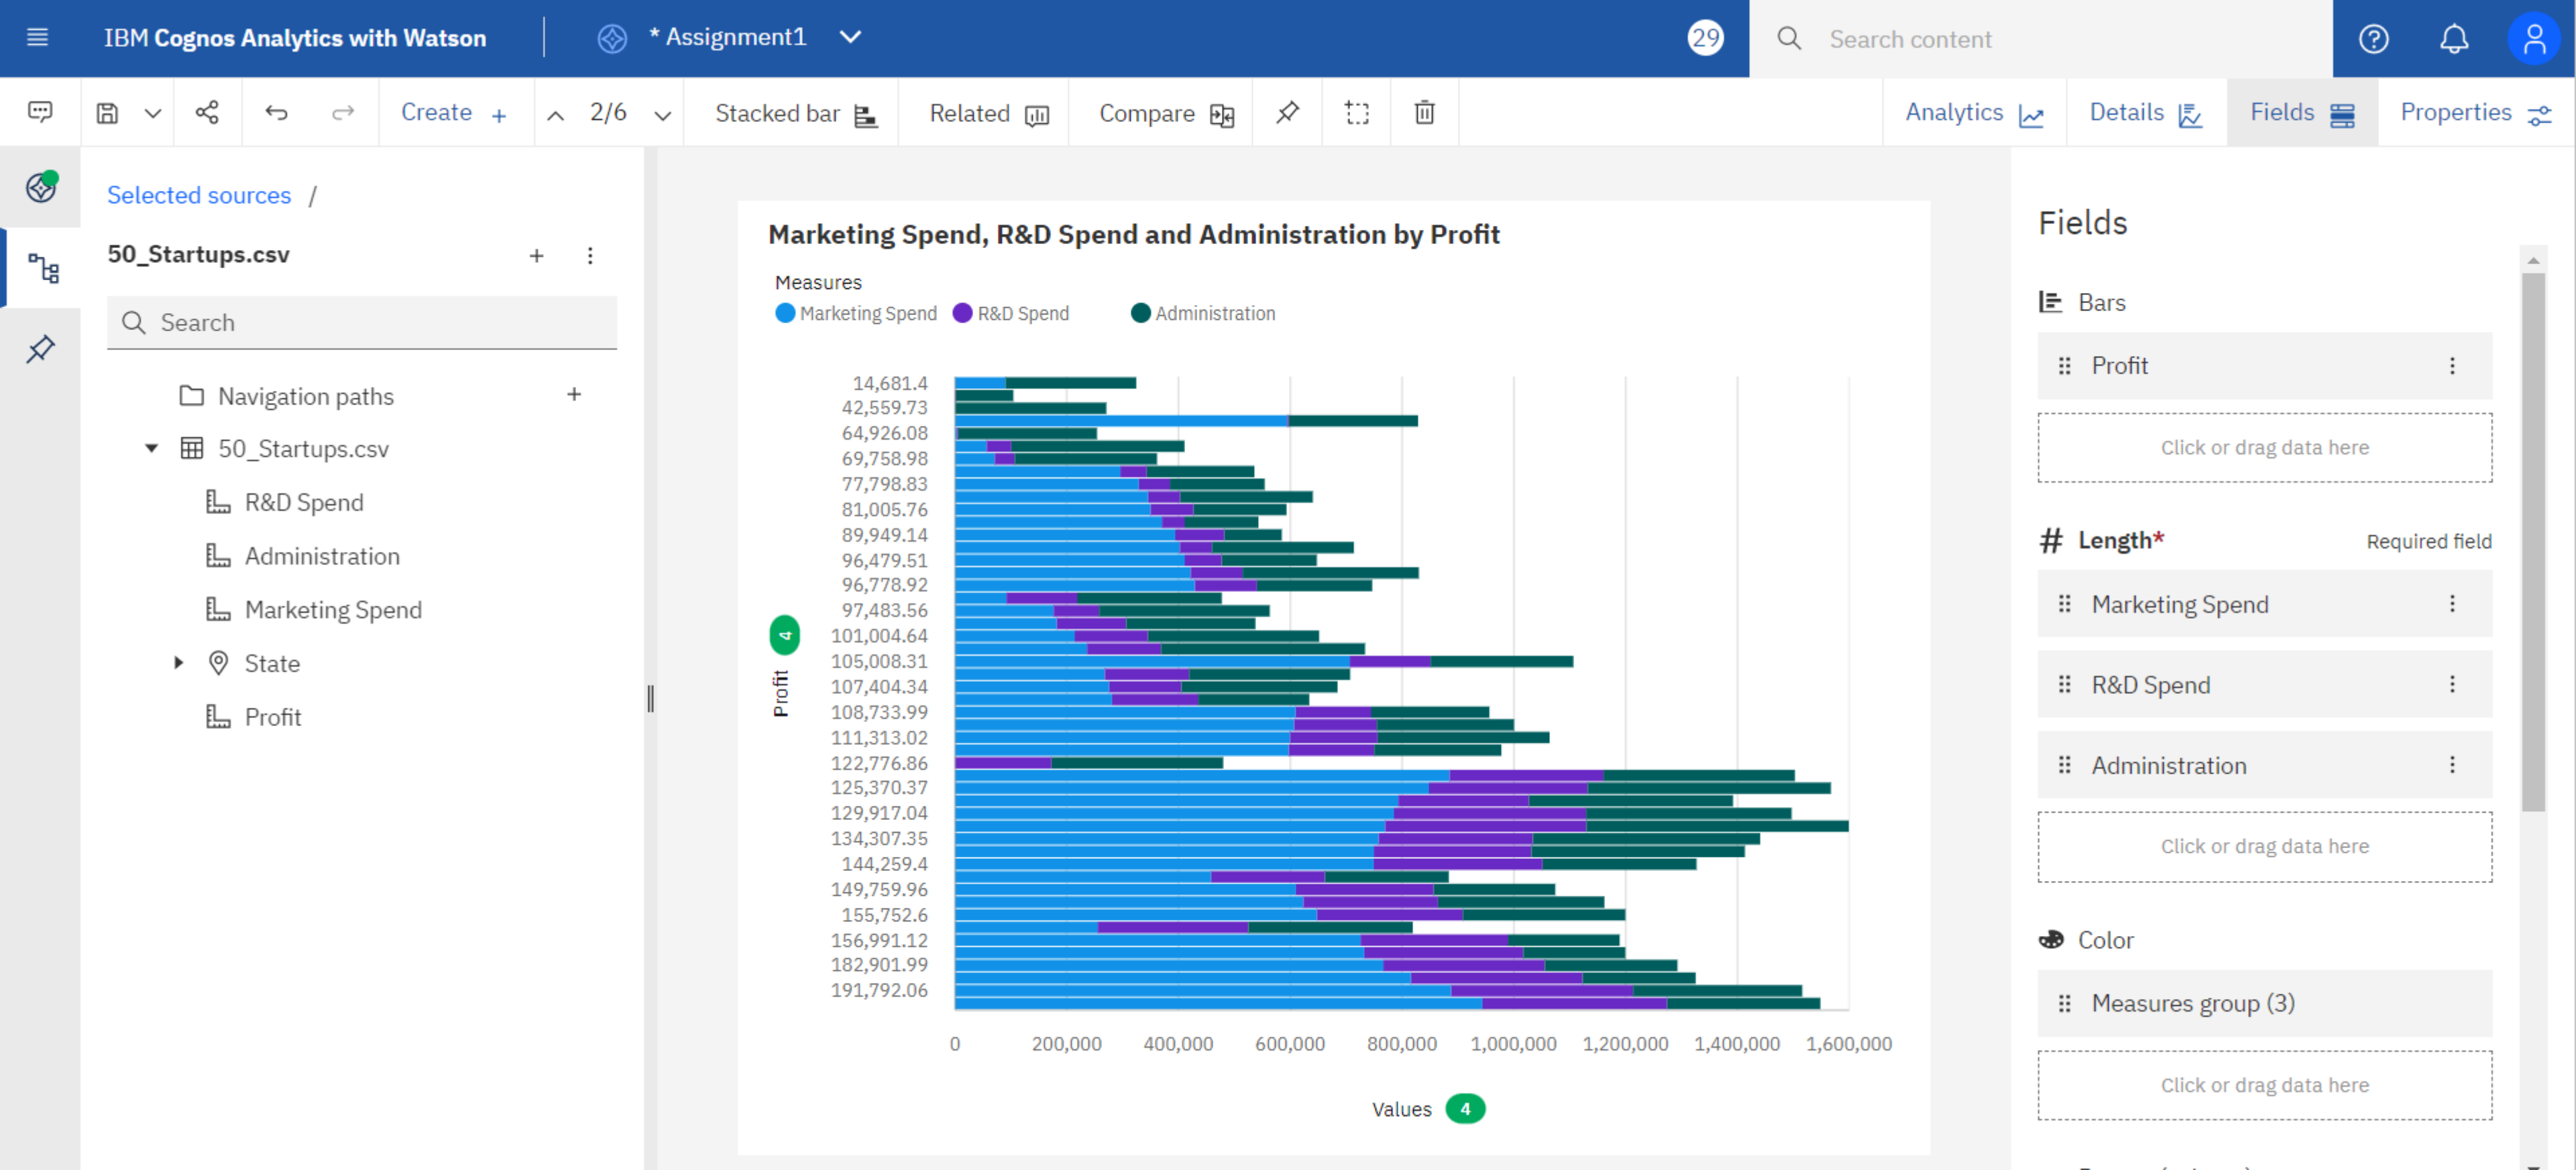 IBM Cognos Analytics with Watson
* Assignment1
29
Search content
Create +
2/6
Stacked bar
Related
Compare
Analytics
Details
Fields
Properties
Selected sources /
50_Startups.csv
Search
Navigation paths
50_Startups.csv
R&D Spend
Administration
Marketing Spend
State
Profit
Marketing Spend, R&D Spend and Administration by Profit
Measures
Marketing Spend R&D Spend Administration
14,681.4
42,559.73
64,926.08
69,758.98
77,798.83
81,005.76
89,949.14
96,479.51
96,778.92
97,483.56
101,004.64
105,008.31
107,404.34
108,733.99
111,313.02
122,776.86
125,370.37
129,917.04
134,307.35
144,259.4
149,759.96
155,752.6
156,991.12
182,901.99
191,792.06
Profit 4
0 200,000 400,000 600,000 800,000 1,000,000 1,200,000 1,400,000 1,600,000
Values 4
Fields
Bars
Profit
Click or drag data here
Length* Required field
Marketing Spend
R&D Spend
Administration
Click or drag data here
Color
Measures group (3)
Click or drag data here